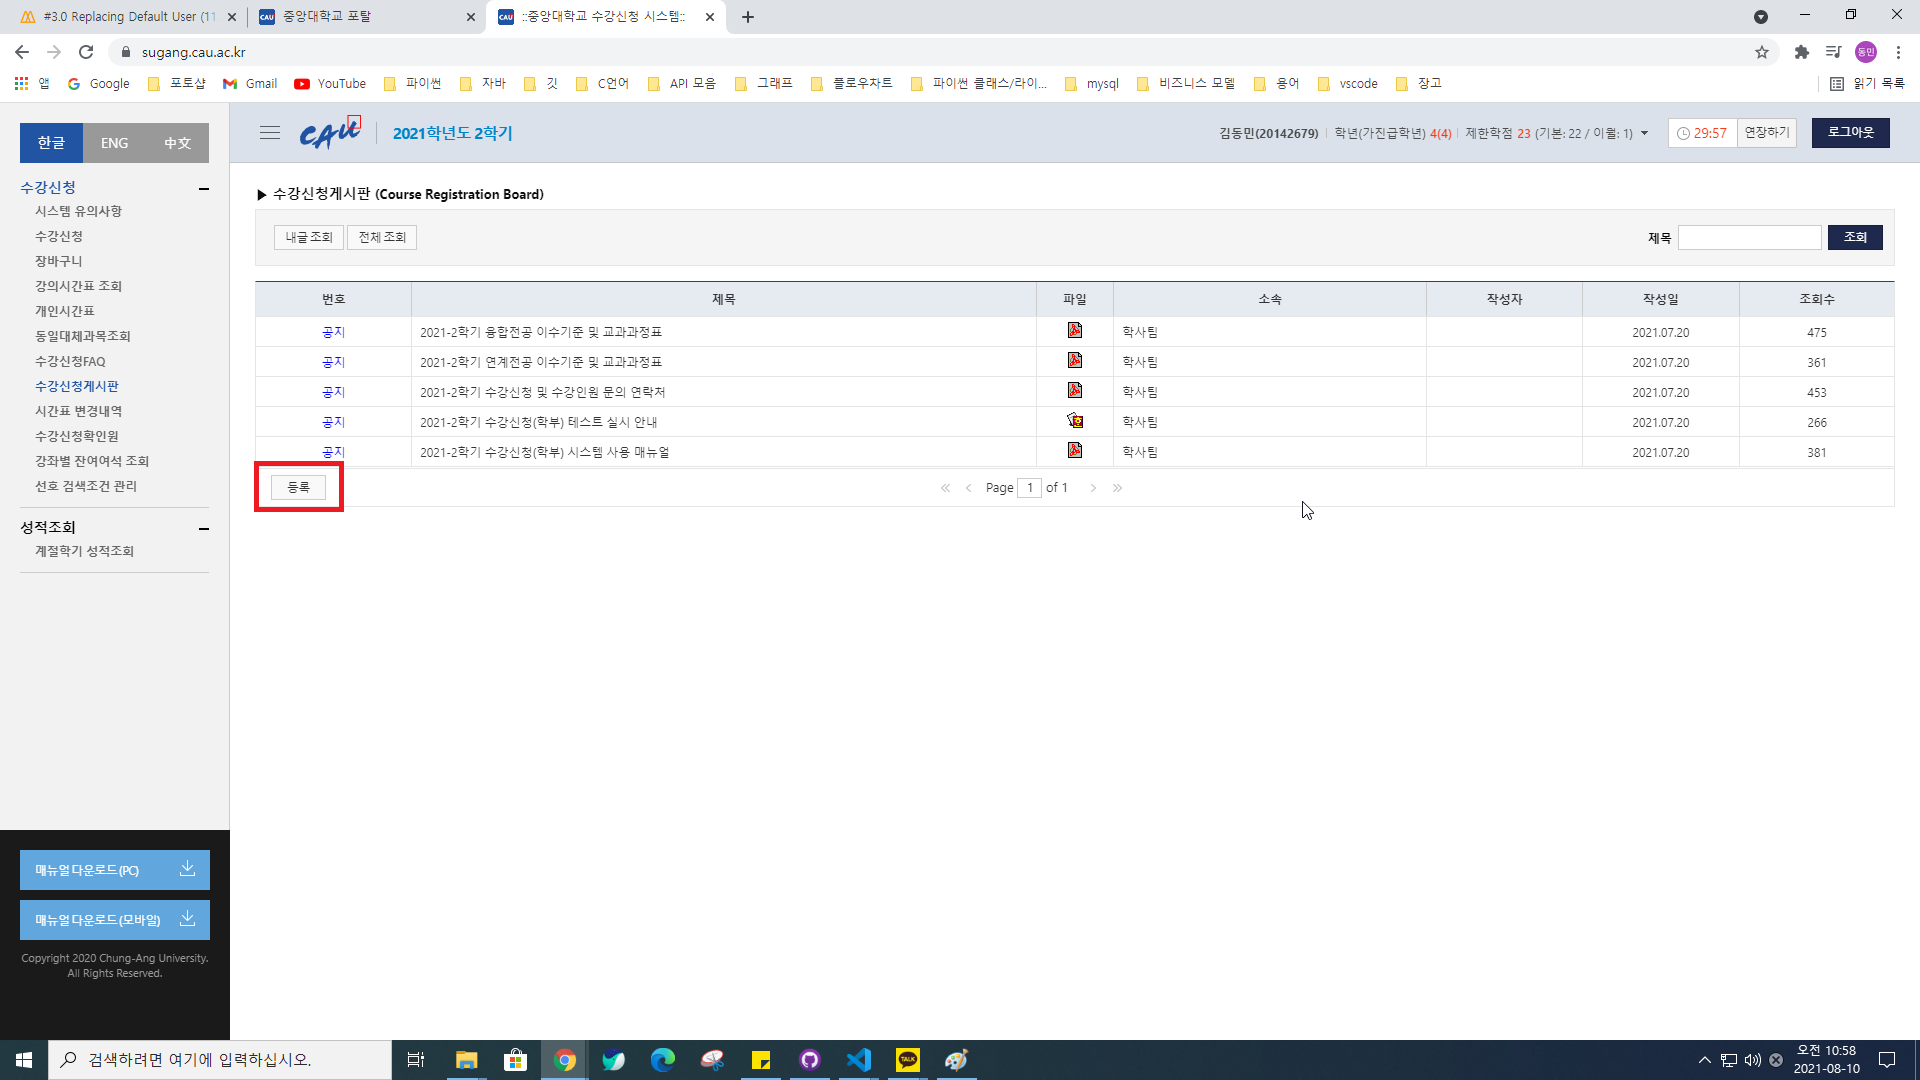 #3.0 Replacing Default User (11
중앙대학교 포탈
::중앙대학교 수강신청 시스템::
sugang.cau.ac.kr
동민
앱 Google 포토샵 Gmail YouTube 파이썬 자바 깃 C언어 API 모음 그래프 플로우차트 파이썬 클래스/라이... mysql 비즈니스 모델 용어 vscode 장고 읽기 목록
한글 ENG 中文
CAU 2021학년도 2학기
김동민(20142679) 학년(가진급학년) 4(4) 제한학점 23 (기본: 22 / 이월: 1) 29:57 연장하기 로그아웃
수강신청
시스템 유의사항
수강신청
장바구니
강의시간표 조회
개인시간표
동일대체과목조회
수강신청FAQ
수강신청게시판
시간표 변경내역
수강신청확인원
강좌별 잔여여석 조회
선호 검색조건 관리
성적조회
계절학기 성적조회
매뉴얼 다운로드(PC)
매뉴얼 다운로드(모바일)
Copyright 2020 Chung-Ang University.
All Rights Reserved.
▶ 수강신청게시판 (Course Registration Board)
내글 조회 전체 조회 제목 조회
번호 제목 파일 소속 작성자 작성일 조회수
공지 2021-2학기 융합전공 이수기준 및 교과과정표 학사팀 2021.07.20 475
공지 2021-2학기 연계전공 이수기준 및 교과과정표 학사팀 2021.07.20 361
공지 2021-2학기 수강신청 및 수강인원 문의 연락처 학사팀 2021.07.20 453
공지 2021-2학기 수강신청(학부) 테스트 실시 안내 학사팀 2021.07.20 266
공지 2021-2학기 수강신청(학부) 시스템 사용 매뉴얼 학사팀 2021.07.20 381
등록 Page 1 of 1
검색하려면 여기에 입력하십시오.
TALK
오전 10:58
2021-08-10